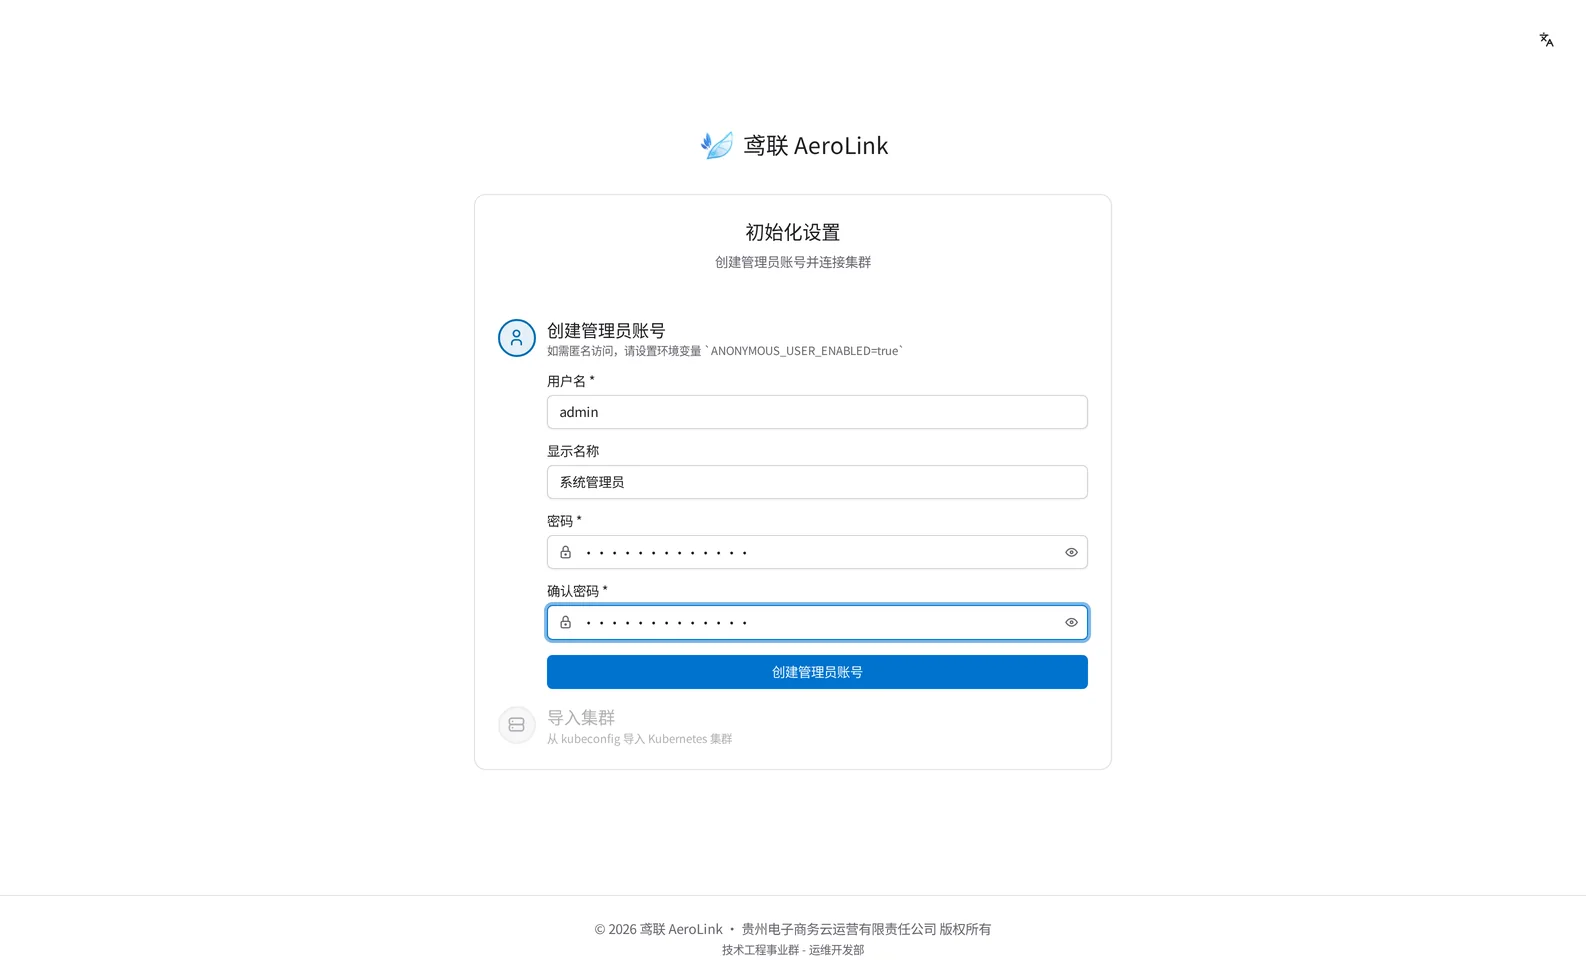 鸢联 AeroLink
初始化设置
创建管理员账号并连接集群
创建管理员账号
如需匿名访问，请设置环境变量 `ANONYMOUS_USER_ENABLED=true`
用户名 *
admin
显示名称
系统管理员
密码 *
•••••••••••••
确认密码 *
•••••••••••••
创建管理员账号
导入集群
从 kubeconfig 导入 Kubernetes 集群
© 2026 鸢联 AeroLink • 贵州电子商务云运营有限责任公司 版权所有
技术工程事业群 - 运维开发部